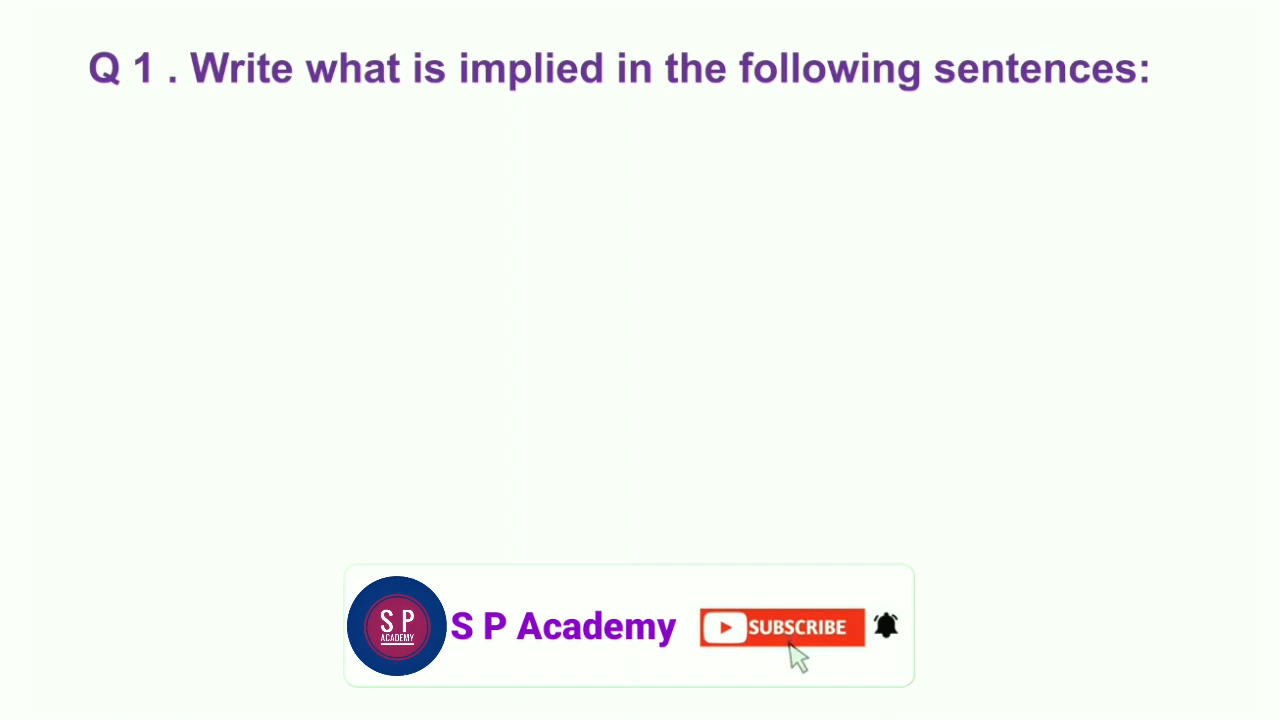 Q 1 . Write what is implied in the following sentences:
S P
ACADEMY
S P Academy
SUBSCRIBE